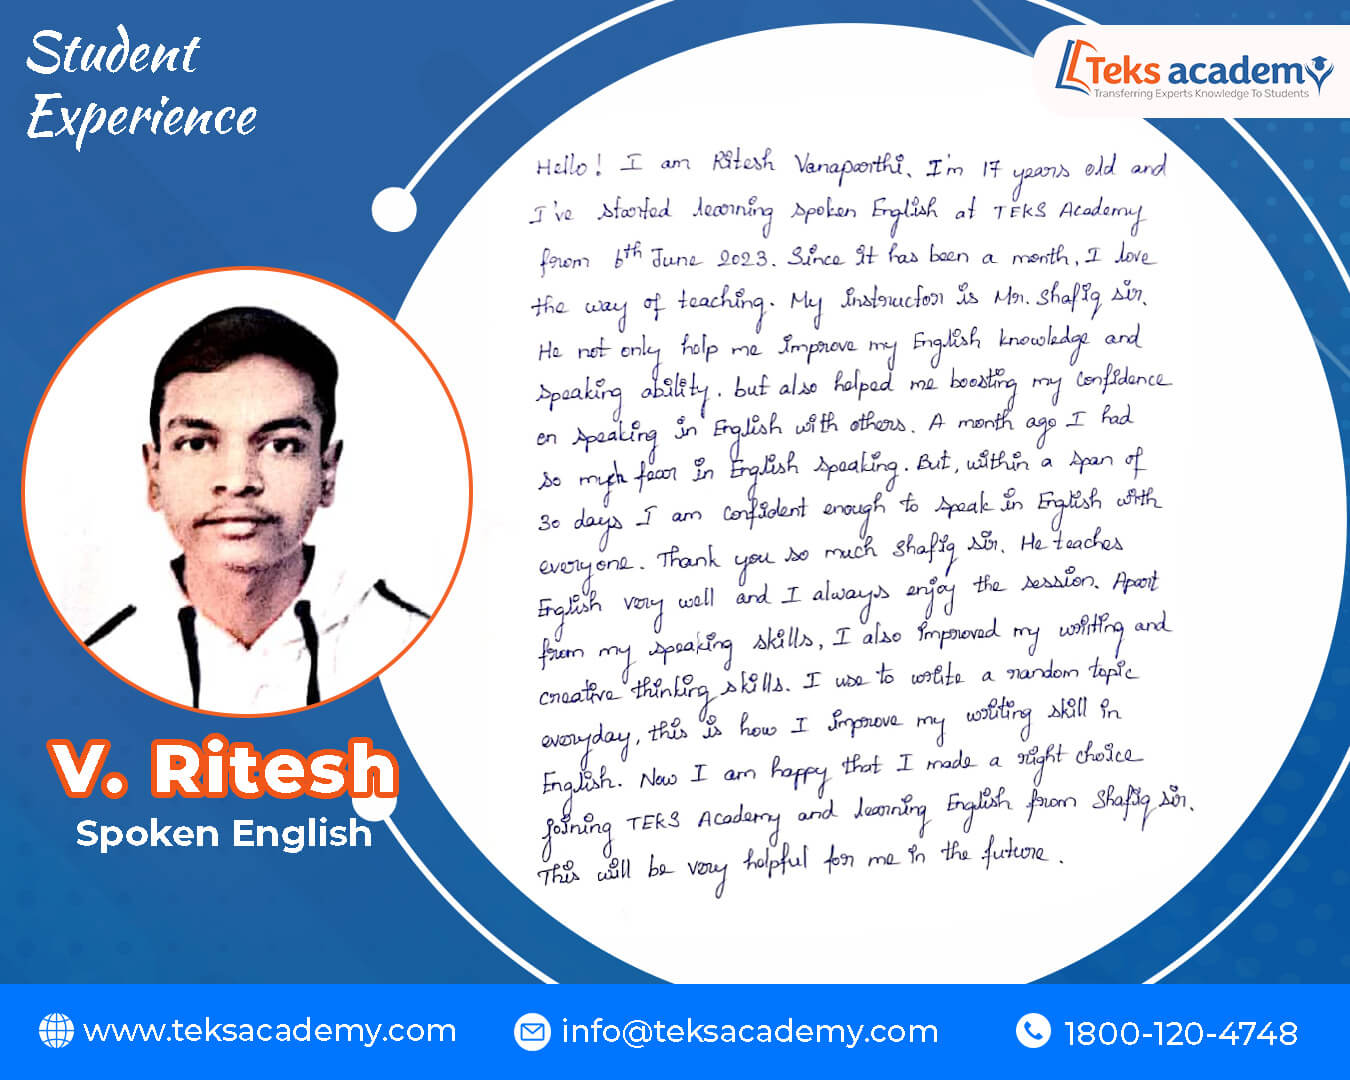 Student
Experience
Teks academy
Transferring Experts Knowledge To Students
Hello! I am Ritesh Vanaparthi, I'm 17 years old and
I've started learning spoken English at TEKS Academy
from 6th June 2023. Since it has been a month, I love
the way of teaching. My instructor is Mr. Shafiq sir.
He not only help me improve my English knowledge and
speaking ability. but also helped me boosting my confidence
on speaking in English with others. A month ago I had
so much fear in English speaking. But, within a span of
30 days I am confident enough to speak in English with
everyone. Thank you so much Shafiq sir. He teaches
English very well and I always enjoy the session. Apart
from my speaking skills, I also improved my writing and
creative thinking skills. I use to write a random topic
everyday, this is how I improve my writing skill in
English. Now I am happy that I made a right choice
joining TEKS Academy and learning English from Shafiq sir.
This will be very helpful for me in the future.
V. Ritesh
Spoken English
www.teksacademy.com
info@teksacademy.com
1800-120-4748